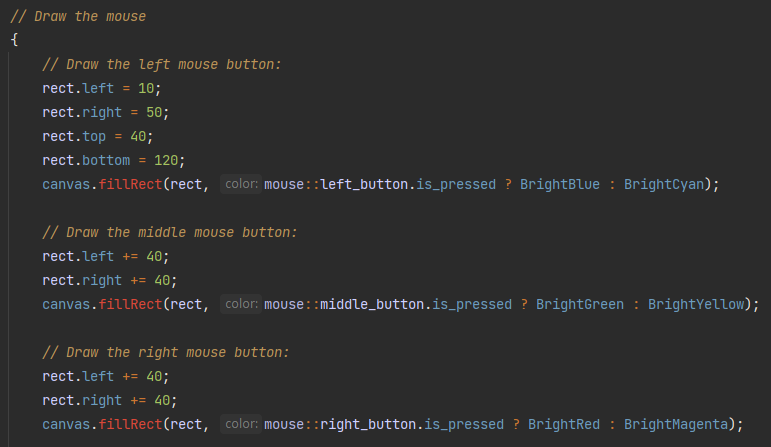 // Draw the mouse
{
// Draw the left mouse button:
rect.left = 10;
rect.right = 50;
rect.top = 40;
rect.bottom = 120;
canvas.fillRect(rect, color: mouse::left_button.is_pressed ? BrightBlue : BrightCyan);
// Draw the middle mouse button:
rect.left += 40;
rect.right += 40;
canvas.fillRect(rect, color: mouse::middle_button.is_pressed ? BrightGreen : BrightYellow);
// Draw the right mouse button:
rect.left += 40;
rect.right += 40;
canvas.fillRect(rect, color: mouse::right_button.is_pressed ? BrightRed : BrightMagenta);